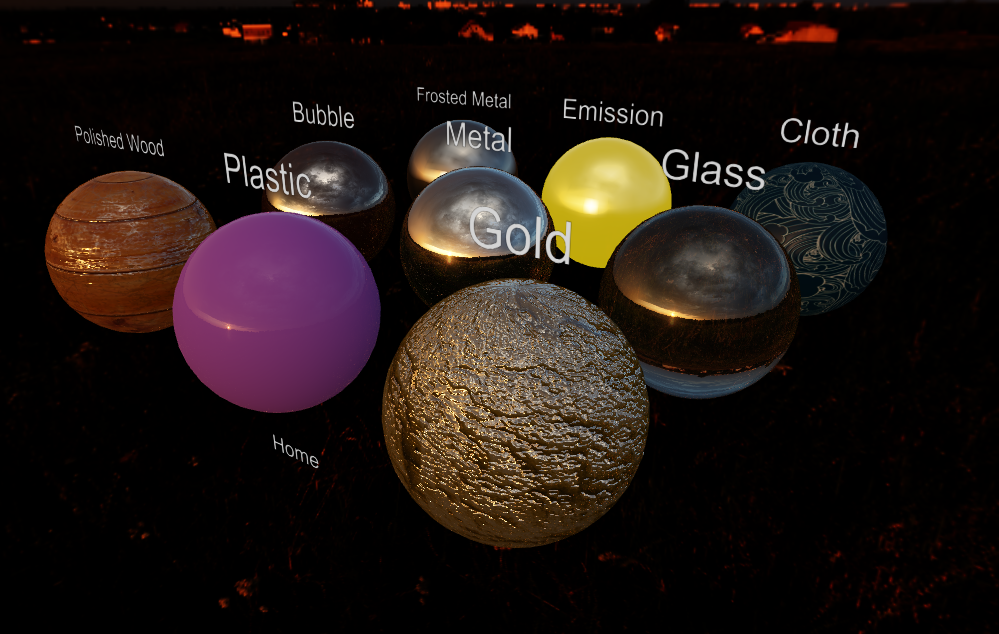 Frosted Metal
Bubble
Emission
Polished Wood
Metal
Cloth
Plastic
Glass
Gold
Home